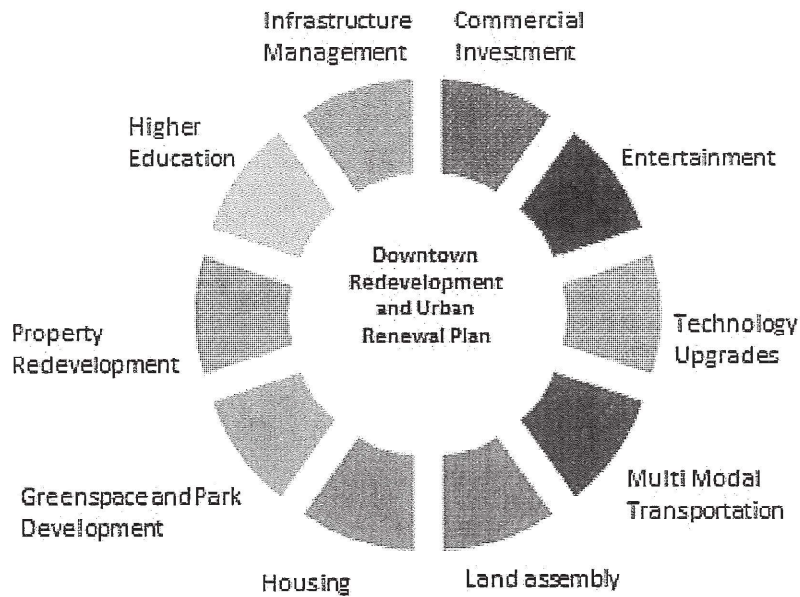 Infrastructure
Management
Commercial
Investment
Higher
Education
Entertainment
Downtown
Redevelopment
and Urban
Renewal Plan
Property
Redevelopment
Technology
Upgrades
Greenspace and Park
Development
Multi Modal
Transportation
Housing
Land assembly